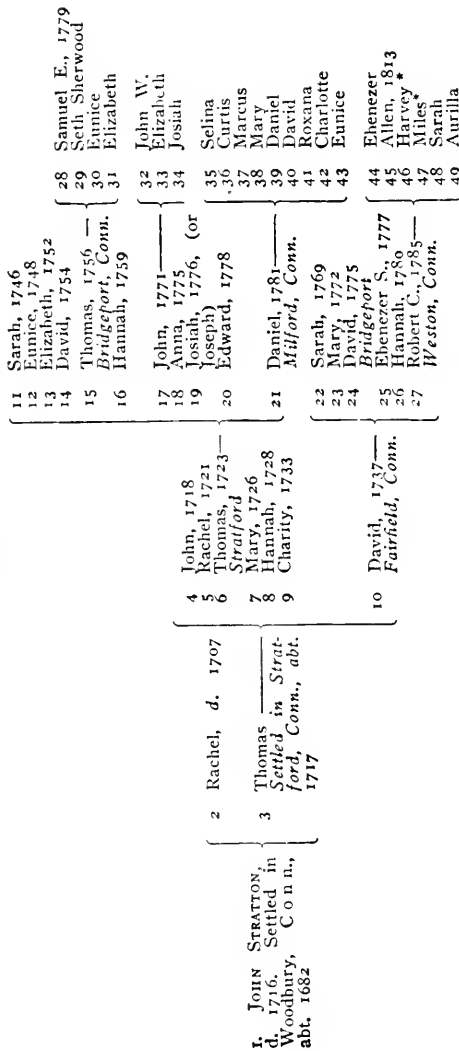 1. JOHN STRATTON,
d. 1716. Settled in
Woodbury, Conn.,
abt. 1682
2 Rachel, d. 1707
3 Thomas
Settled in Strat-
ford, Conn., abt.
1717
4 John, 1718
5 Rachel, 1721
6 Thomas, 1723—
Stratford
7 Mary, 1726
8 Hannah, 1728
9 Charity, 1733
10 David, 1737—
Fairfield, Conn.
11 Sarah, 1746
12 Eunice, 1748
13 Elizabeth, 1752
14 David, 1754
15 Thomas, 1756 —
Bridgeport, Conn.
16 Hannah, 1759
17 John, 1771—
18 Anna, 1775
19 Josiah, 1776, (or
Joseph)
20 Edward, 1778
21 Daniel, 1781—
Milford, Conn.
22 Sarah, 1769
23 Mary, 1772
24 David, 1775
Bridgeport
25 Ebenezer S., 1777
26 Hannah, 1780
27 Robert C., 1785—
Weston, Conn.
28 Samuel E., 1779
29 Seth Sherwood
30 Eunice
31 Elizabeth
32 John W.
33 Elizabeth
34 Josiah
35 Selina
36 Curtis
37 Marcus
38 Mary
39 Daniel
40 David
41 Roxana
42 Charlotte
43 Eunice
44 Ebenezer
45 Allen, 1813
46 Harvey*
47 Miles*
48 Sarah
49 Aurilla